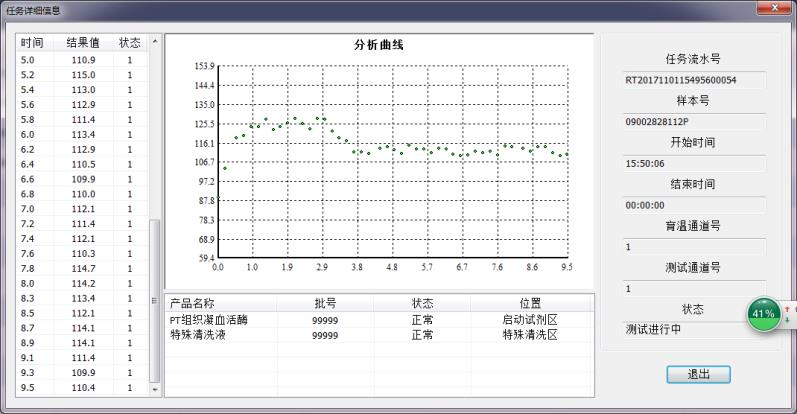 任务详细信息
时间 结果值 状态
5.0 110.9 1
5.2 115.0 1
5.4 113.0 1
5.6 112.9 1
5.8 111.4 1
6.0 113.4 1
6.2 112.9 1
6.4 110.5 1
6.6 109.9 1
6.8 110.0 1
7.0 112.1 1
7.2 111.4 1
7.4 112.1 1
7.6 110.3 1
7.8 114.7 1
8.0 114.2 1
8.3 113.4 1
8.5 112.1 1
8.7 114.1 1
8.9 114.1 1
9.1 111.4 1
9.3 109.9 1
9.5 110.4 1
分析曲线
153.9
144.4
135.0
125.5
116.1
106.7
97.2
87.8
78.3
68.9
59.4
0.0 1.0 1.9 2.9 3.8 4.8 5.7 6.7 7.6 8.6 9.5
产品名称 批号 状态 位置
PT组织凝血活酶 99999 正常 启动试剂区
特殊清洗液 99999 正常 特殊清洗区
任务流水号
RT2017110115495600054
样本号
09002828112P
开始时间
15:50:06
结束时间
00:00:00
育温通道号
1
测试通道号
1
状态
测试进行中
41%
退出